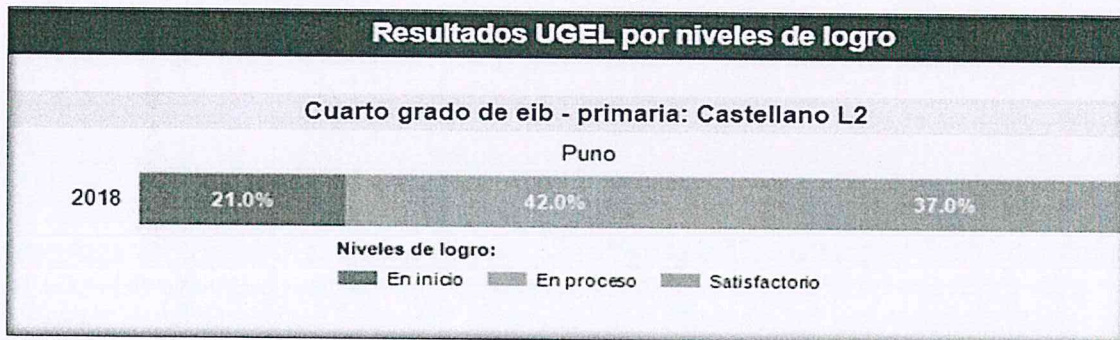 Resultados UGEL por niveles de logro
Cuarto grado de eib - primaria: Castellano L2
Puno
2018 21.0% 42.0% 37.0%
Niveles de logro:
En inicio En proceso Satisfactorio